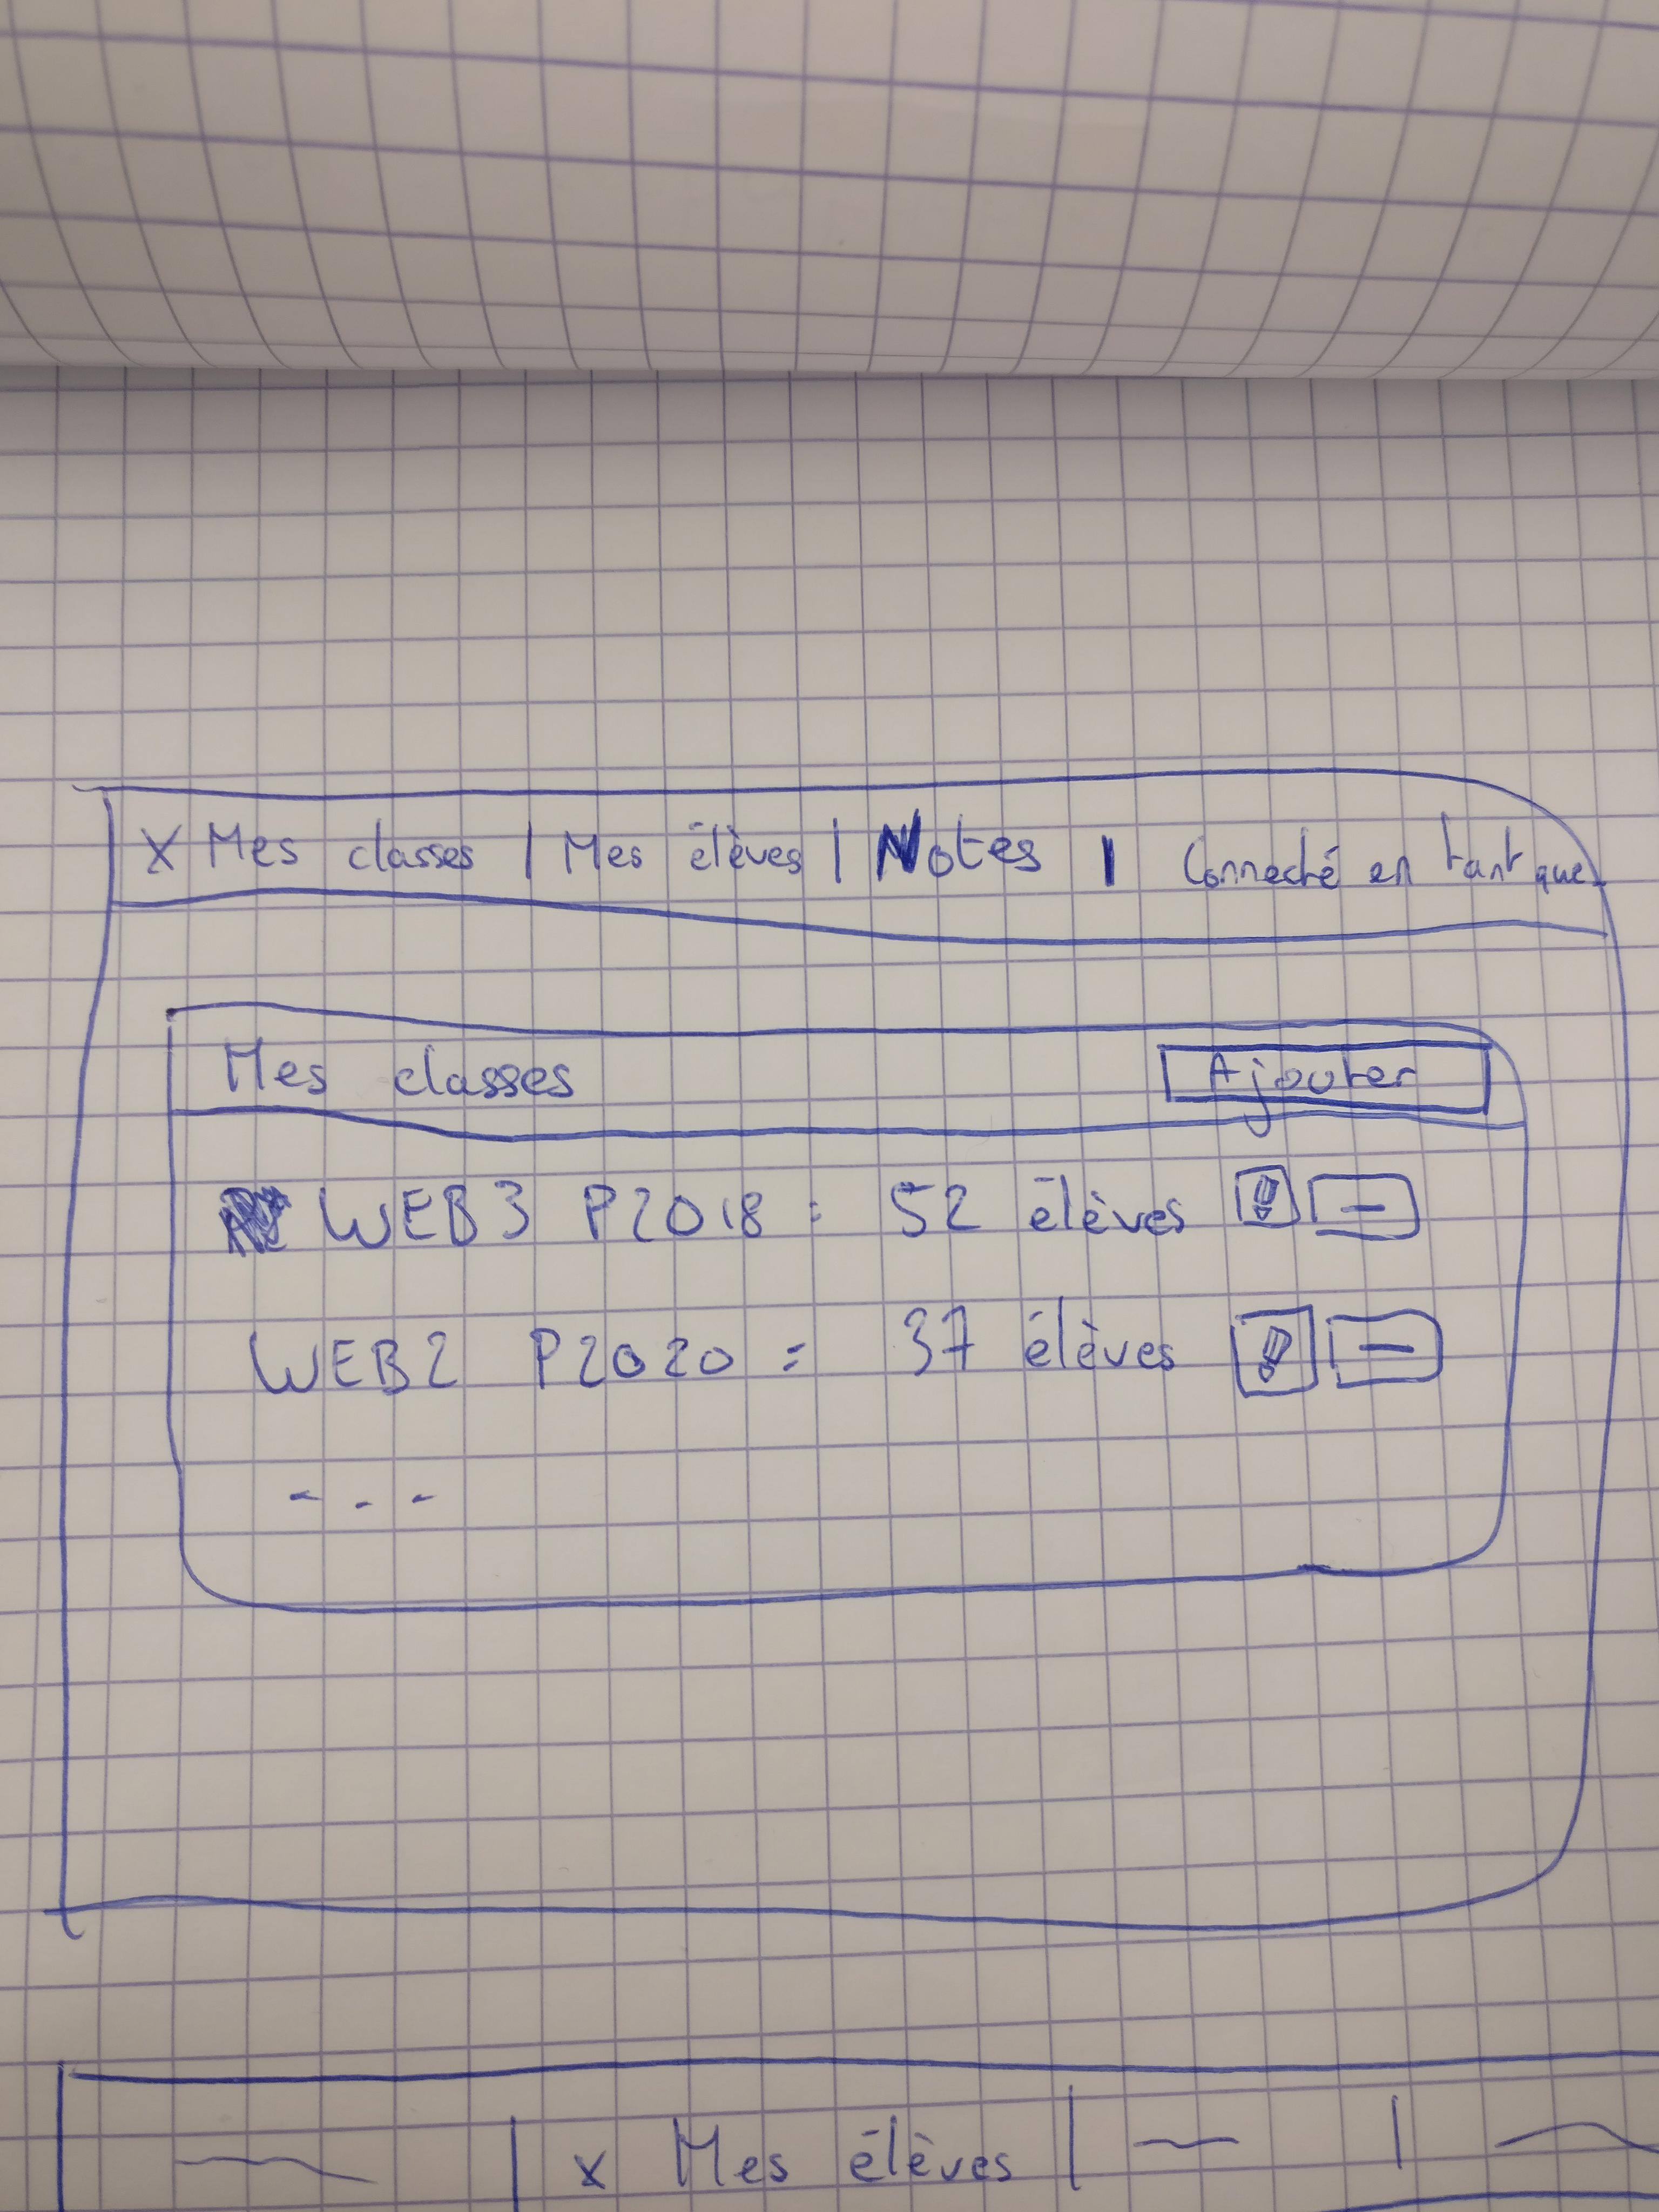 x Mes classes | Mes élèves | Notes | Connecté en tant que
Mes classes Ajouter
WEB3 P2018 : 52 élèves
WEB2 P2020 : 37 élèves
...
x Mes élèves